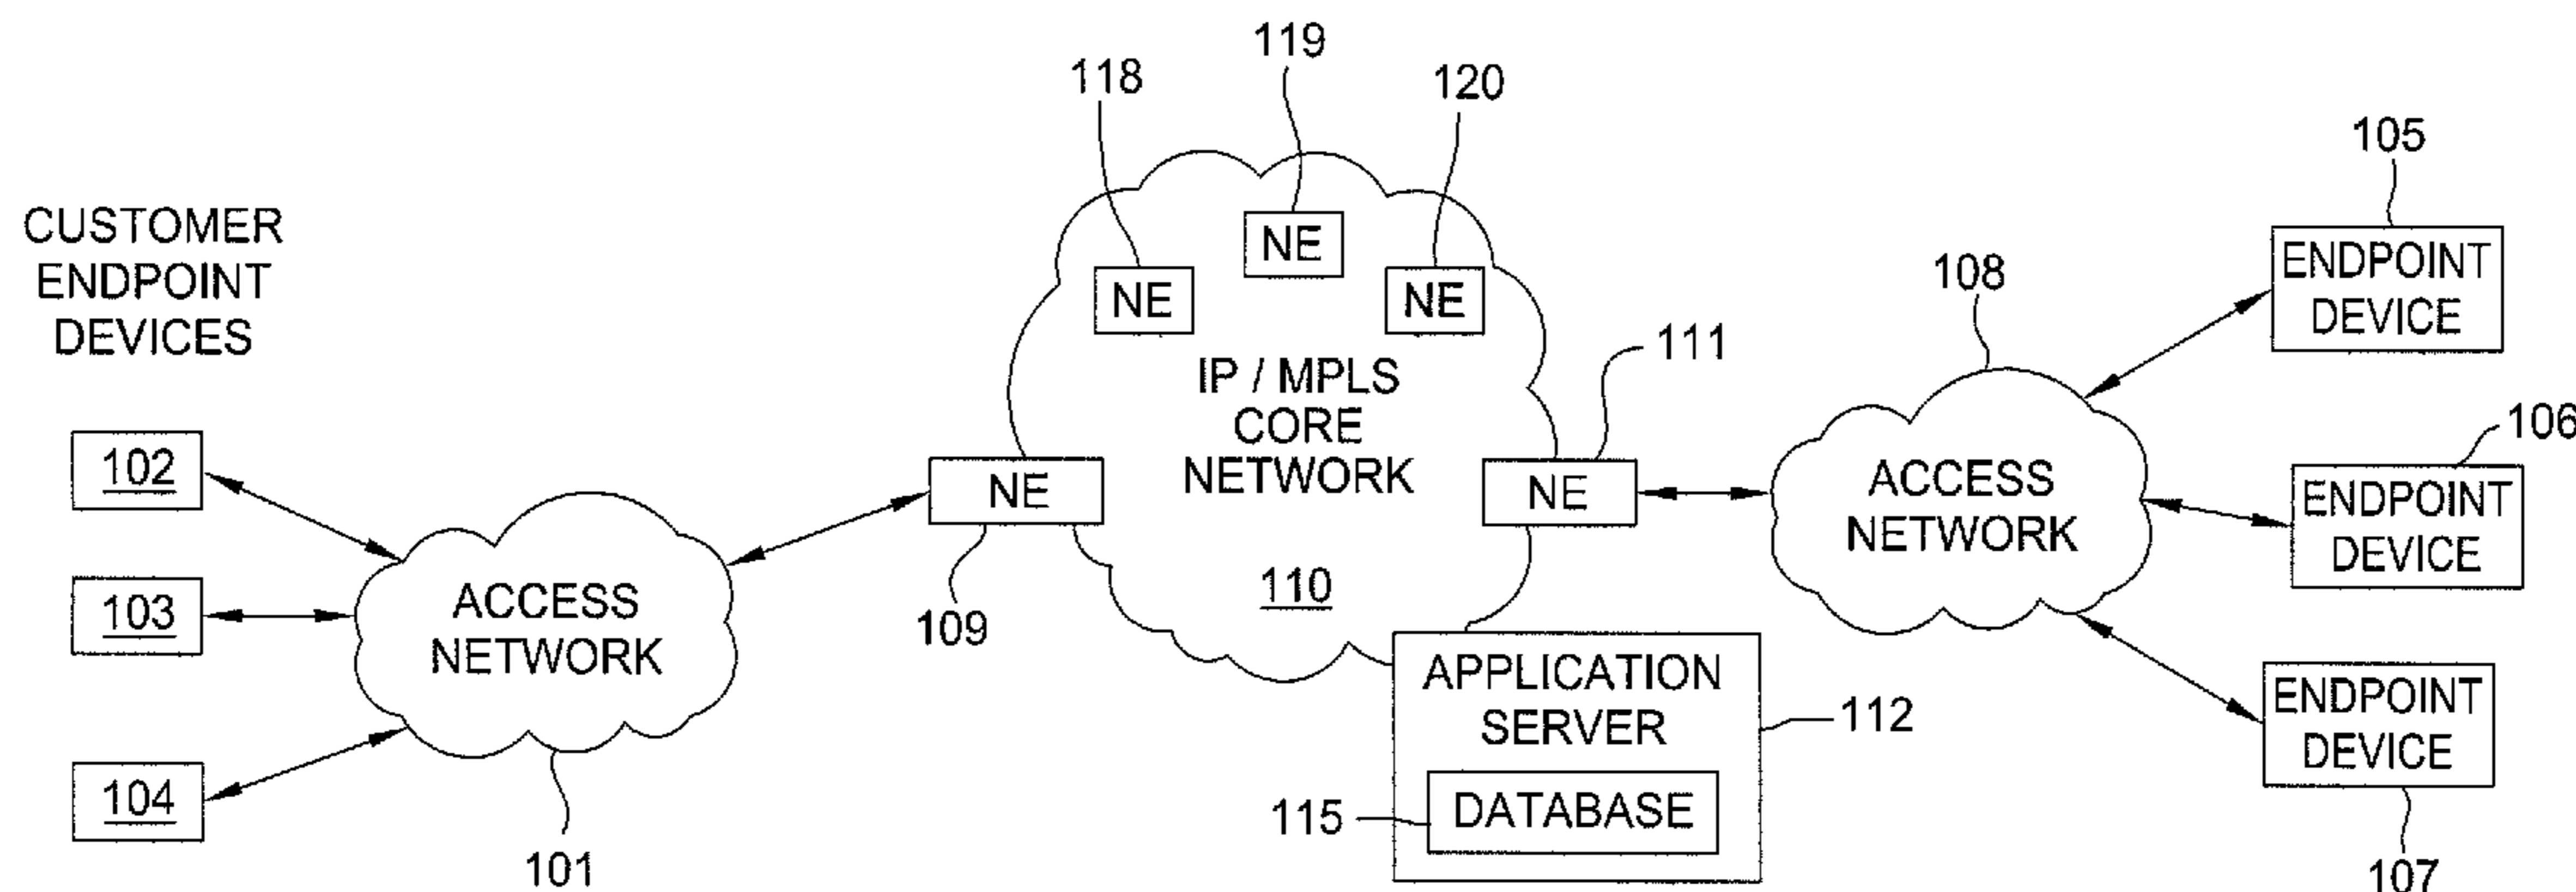 119
118
120
105
CUSTOMER
ENDPOINT
DEVICES
NE
NE
NE
108
ENDPOINT
DEVICE
IP / MPLS
CORE
NETWORK
111
106
102
NE
NE
ACCESS
NETWORK
ENDPOINT
DEVICE
103
ACCESS
NETWORK
109
110
104
101
APPLICATION
SERVER
112
115
DATABASE
ENDPOINT
DEVICE
107